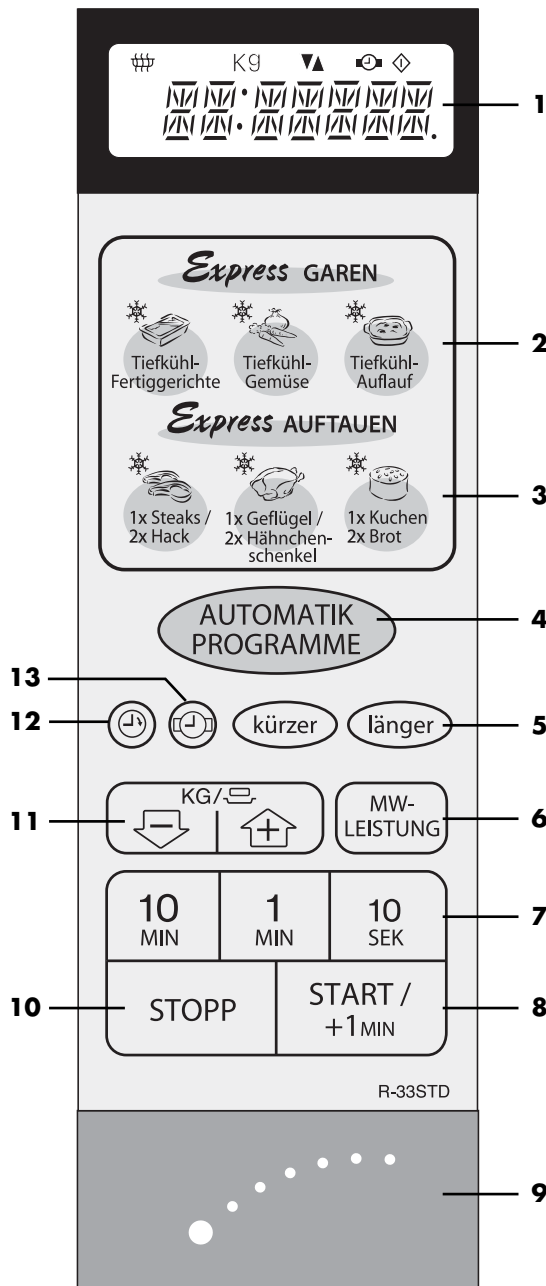 Kg
1
Express GAREN
Tiefkühl-
Fertiggerichte
Tiefkühl-
Gemüse
Tiefkühl-
Auflauf
2
Express AUFTAUEN
1x Steaks /
2x Hack
1x Geflügel /
2x Hähnchen-
schenkel
1x Kuchen
2x Brot
3
AUTOMATIK
PROGRAMME
4
13
12
kürzer
länger
5
11
KG/
MW-
LEISTUNG
6
10
MIN
1
MIN
10
SEK
7
10
STOPP
START /
+1 MIN
8
R-33STD
9